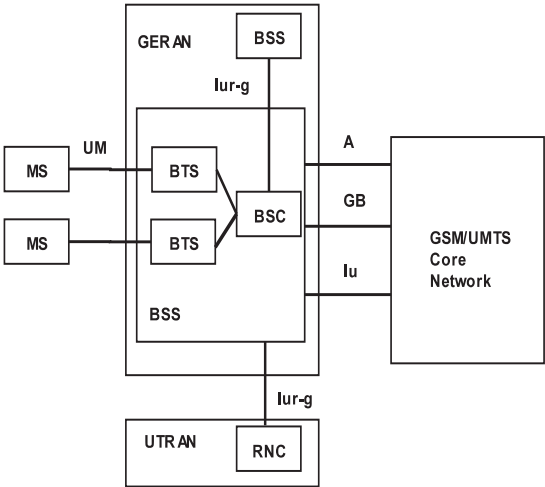 GERAN
BSS
Iur-g
UM
A
MS
BTS
GB
BSC
MS
BTS
GSM/UMTS
Core
Network
Iu
BSS
Iur-g
UTRAN
RNC